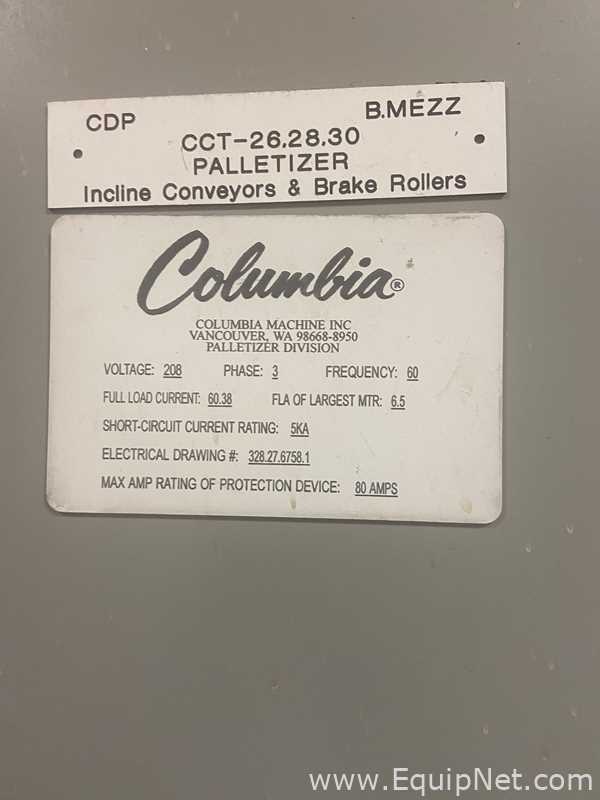 CDP B.MEZZ
CCT-26.28.30
PALLETIZER
Incline Conveyors & Brake Rollers
Columbia®
COLUMBIA MACHINE INC
VANCOUVER, WA 98668-8950
PALLETIZER DIVISION
VOLTAGE: 208 PHASE: 3 FREQUENCY: 60
FULL LOAD CURRENT: 60.38 FLA OF LARGEST MTR: 6.5
SHORT-CIRCUIT CURRENT RATING: 5KA
ELECTRICAL DRAWING #: 328.27.6758.1
MAX AMP RATING OF PROTECTION DEVICE: 80 AMPS
www.EquipNet.com